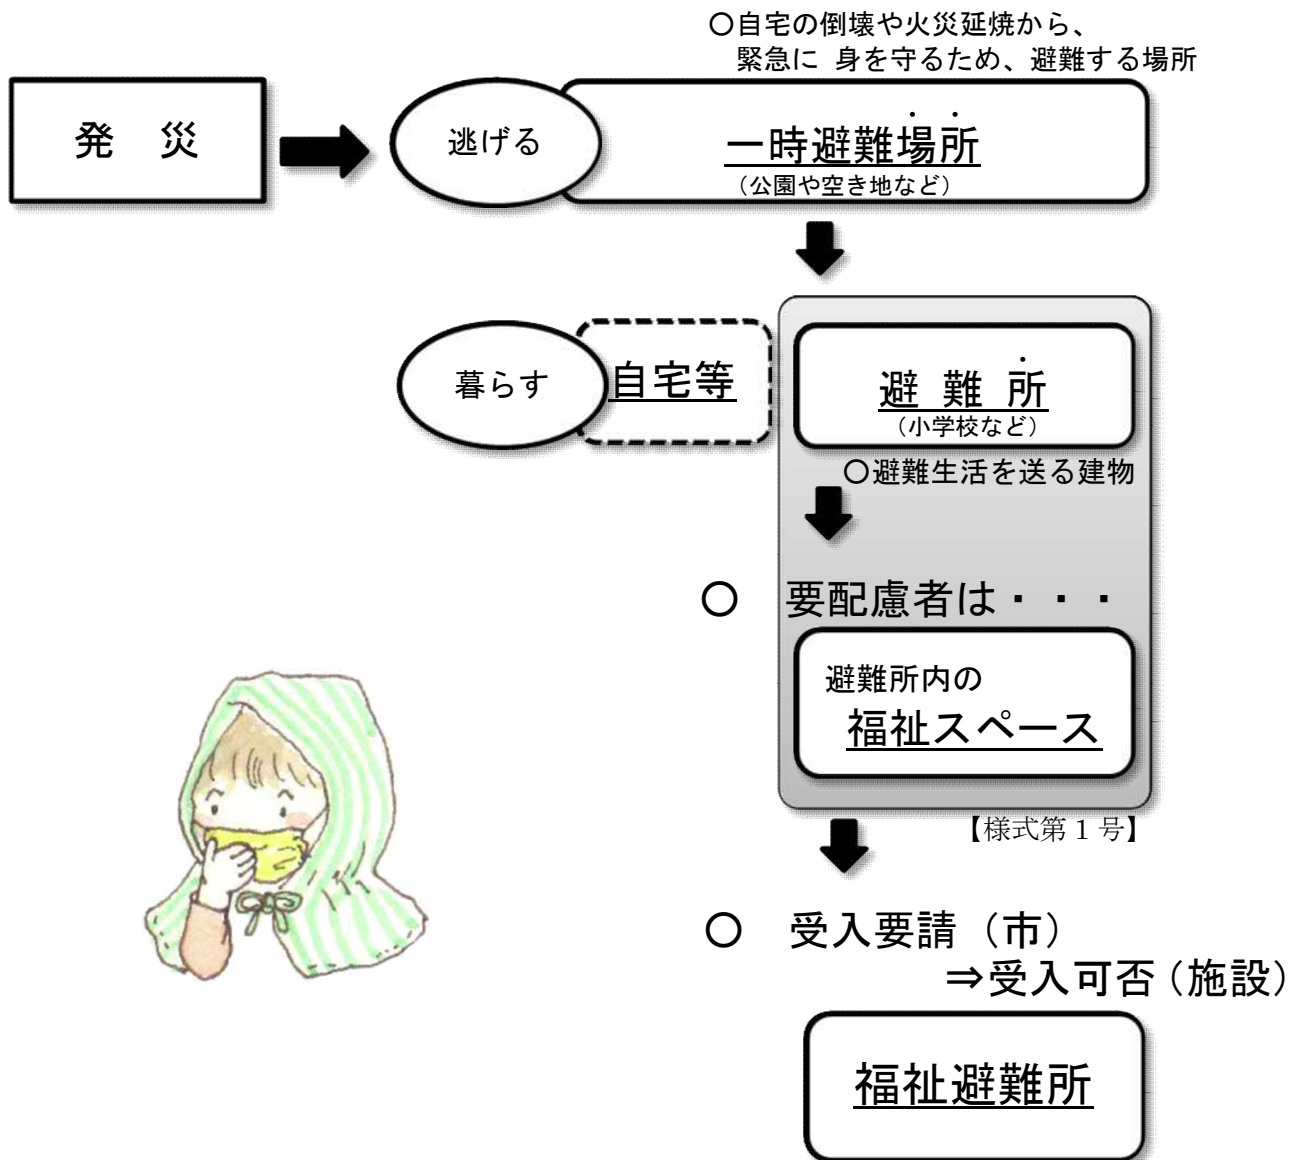 〇自宅の倒壊や火災延焼から、
緊急に 身を守るため、避難する場所
発 災
逃げる
一時避難場所
（公園や空き地など）
暮らす
自宅等
避 難 所
（小学校など）
〇避難生活を送る建物
〇 要配慮者は・・・
避難所内の
福祉スペース
【様式第１号】
〇 受入要請（市）
⇒受入可否（施設）
福祉避難所